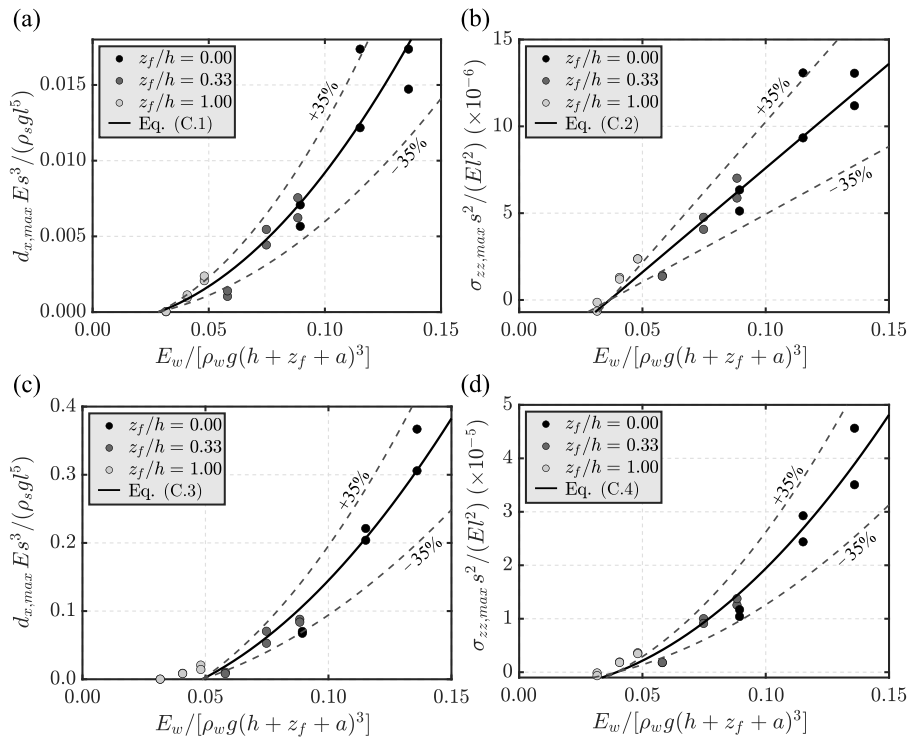 (a)
d_{x,max} Es^3/(ρ_s gl^5)
0.015
0.010
0.005
0.000
z_f/h = 0.00
z_f/h = 0.33
z_f/h = 1.00
Eq. (C.1)
+35%
−35%
0.00 0.05 0.10 0.15
E_w/[ρ_w g(h + z_f + a)^3]
(b)
σ_{zz,max} s^2/(El^2) (×10^{−6})
15
10
5
0
z_f/h = 0.00
z_f/h = 0.33
z_f/h = 1.00
Eq. (C.2)
+35%
−35%
0.00 0.05 0.10 0.15
E_w/[ρ_w g(h + z_f + a)^3]
(c)
d_{x,max} Es^3/(ρ_s gl^5)
0.4
0.3
0.2
0.1
0.0
z_f/h = 0.00
z_f/h = 0.33
z_f/h = 1.00
Eq. (C.3)
+35%
−35%
0.00 0.05 0.10 0.15
E_w/[ρ_w g(h + z_f + a)^3]
(d)
σ_{zz,max} s^2/(El^2) (×10^{−5})
5
4
3
2
1
0
z_f/h = 0.00
z_f/h = 0.33
z_f/h = 1.00
Eq. (C.4)
+35%
−35%
0.00 0.05 0.10 0.15
E_w/[ρ_w g(h + z_f + a)^3]